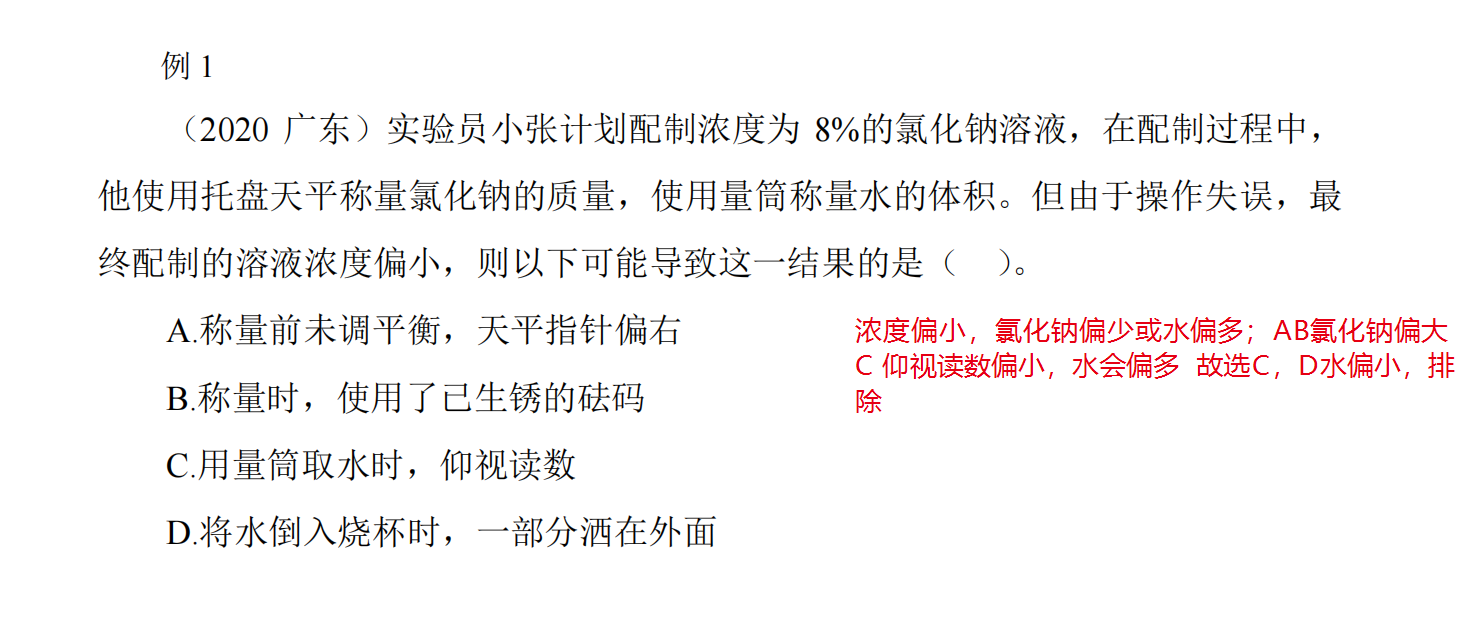 例 1
（2020 广东）实验员小张计划配制浓度为 8%的氯化钠溶液，在配制过程中，
他使用托盘天平称量氯化钠的质量，使用量筒称量水的体积。但由于操作失误，最
终配制的溶液浓度偏小，则以下可能导致这一结果的是（　）。
A.称量前未调平衡，天平指针偏右
B.称量时，使用了已生锈的砝码
C.用量筒取水时，仰视读数
D.将水倒入烧杯时，一部分洒在外面
浓度偏小，氯化钠偏少或水偏多；AB氯化钠偏大
C 仰视读数偏小，水会偏多 故选C，D水偏小，排
除